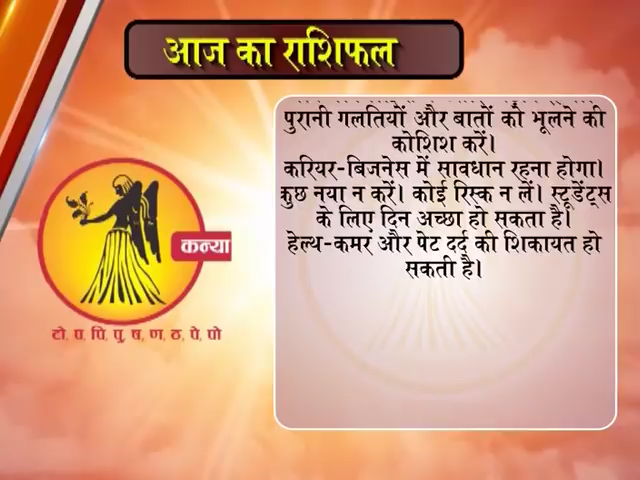 आज का राशिफल
पुरानी गलतियों और बातों को भूलने की
कोशिश करें।
करियर-बिजनेस में सावधान रहना होगा।
कुछ नया न करें। कोई रिस्क न लें। स्टूडेंट्स
के लिए दिन अच्छा हो सकता है।
हेल्थ-कमर और पेट दर्द की शिकायत हो
सकती है।
कन्या
टो, प, पि, पु, ष, ण, ठ, पे, पो